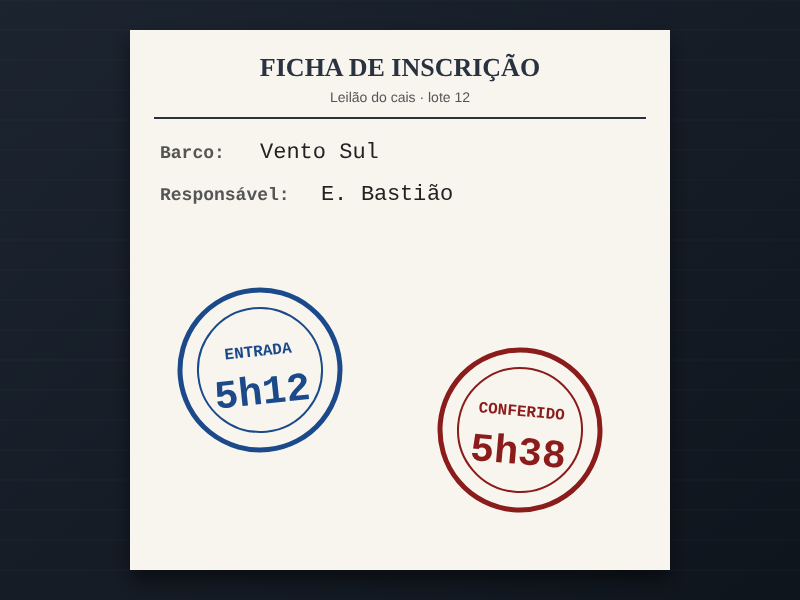 FICHA DE INSCRIÇÃO
Leilão do cais · lote 12
Barco: Vento Sul
Responsável: E. Bastião
ENTRADA
5h12
CONFERIDO
5h38